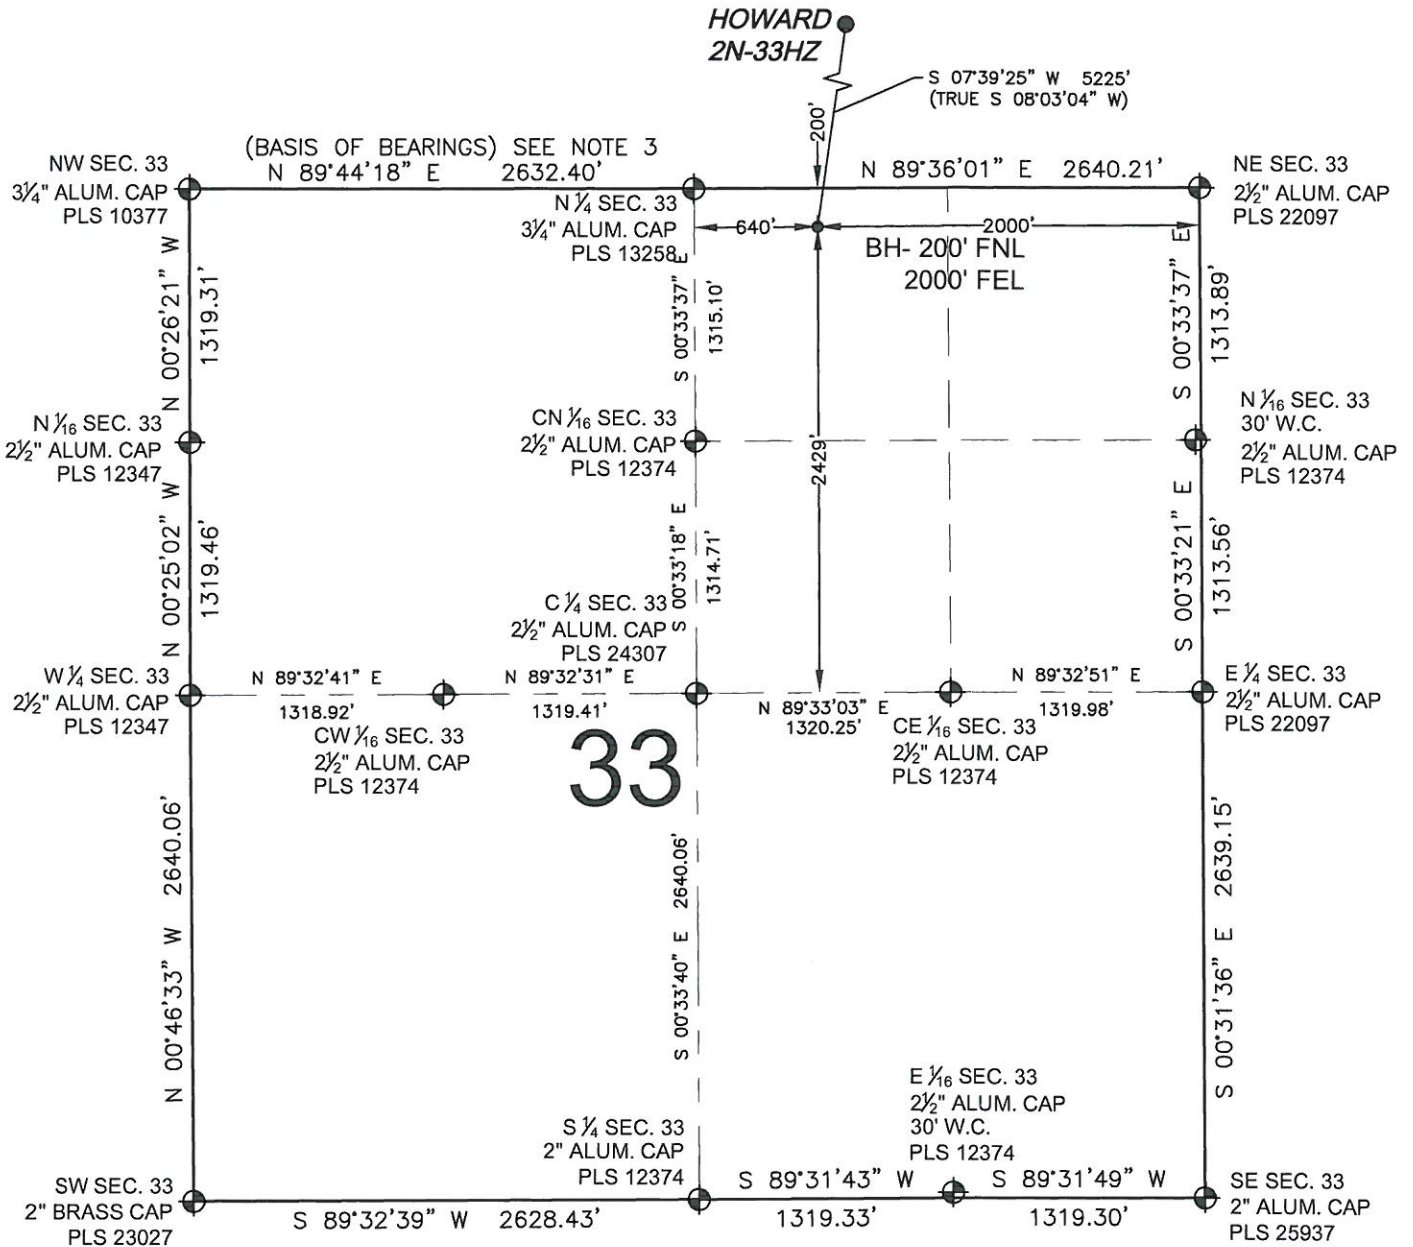 HOWARD
2N-33HZ
S 07°39'25" W 5225'
(TRUE S 08°03'04" W)
200'
(BASIS OF BEARINGS) SEE NOTE 3
N 89°44'18" E 2632.40'
N 89°36'01" E 2640.21'
NW SEC. 33
3¼" ALUM. CAP
PLS 10377
N ¼ SEC. 33
3¼" ALUM. CAP
PLS 13258
NE SEC. 33
2½" ALUM. CAP
PLS 22097
640'
2000'
BH- 200' FNL
2000' FEL
N 00°26'21" W
1319.31'
S 00°33'37" E
1315.10'
2429'
S 00°33'37" E
1313.89'
N 1⁄16 SEC. 33
2½" ALUM. CAP
PLS 12347
CN 1⁄16 SEC. 33
2½" ALUM. CAP
PLS 12374
N 1⁄16 SEC. 33
30' W.C.
2½" ALUM. CAP
PLS 12374
N 00°25'02" W
1319.46'
S 00°33'18" E
1314.71'
S 00°33'21" E
1313.56'
C ¼ SEC. 33
2½" ALUM. CAP
PLS 24307
W ¼ SEC. 33
2½" ALUM. CAP
PLS 12347
N 89°32'41" E
1318.92'
N 89°32'31" E
1319.41'
N 89°33'03" E
1320.25'
N 89°32'51" E
1319.98'
E ¼ SEC. 33
2½" ALUM. CAP
PLS 22097
CW 1⁄16 SEC. 33
2½" ALUM. CAP
PLS 12374
33
CE 1⁄16 SEC. 33
2½" ALUM. CAP
PLS 12374
N 00°46'33" W 2640.06'
S 00°33'40" E 2640.06'
S 00°31'36" E 2639.15'
E 1⁄16 SEC. 33
2½" ALUM. CAP
30' W.C.
PLS 12374
S ¼ SEC. 33
2" ALUM. CAP
PLS 12374
SW SEC. 33
2" BRASS CAP
PLS 23027
S 89°32'39" W 2628.43'
S 89°31'43" W
1319.33'
S 89°31'49" W
1319.30'
SE SEC. 33
2" ALUM. CAP
PLS 25937